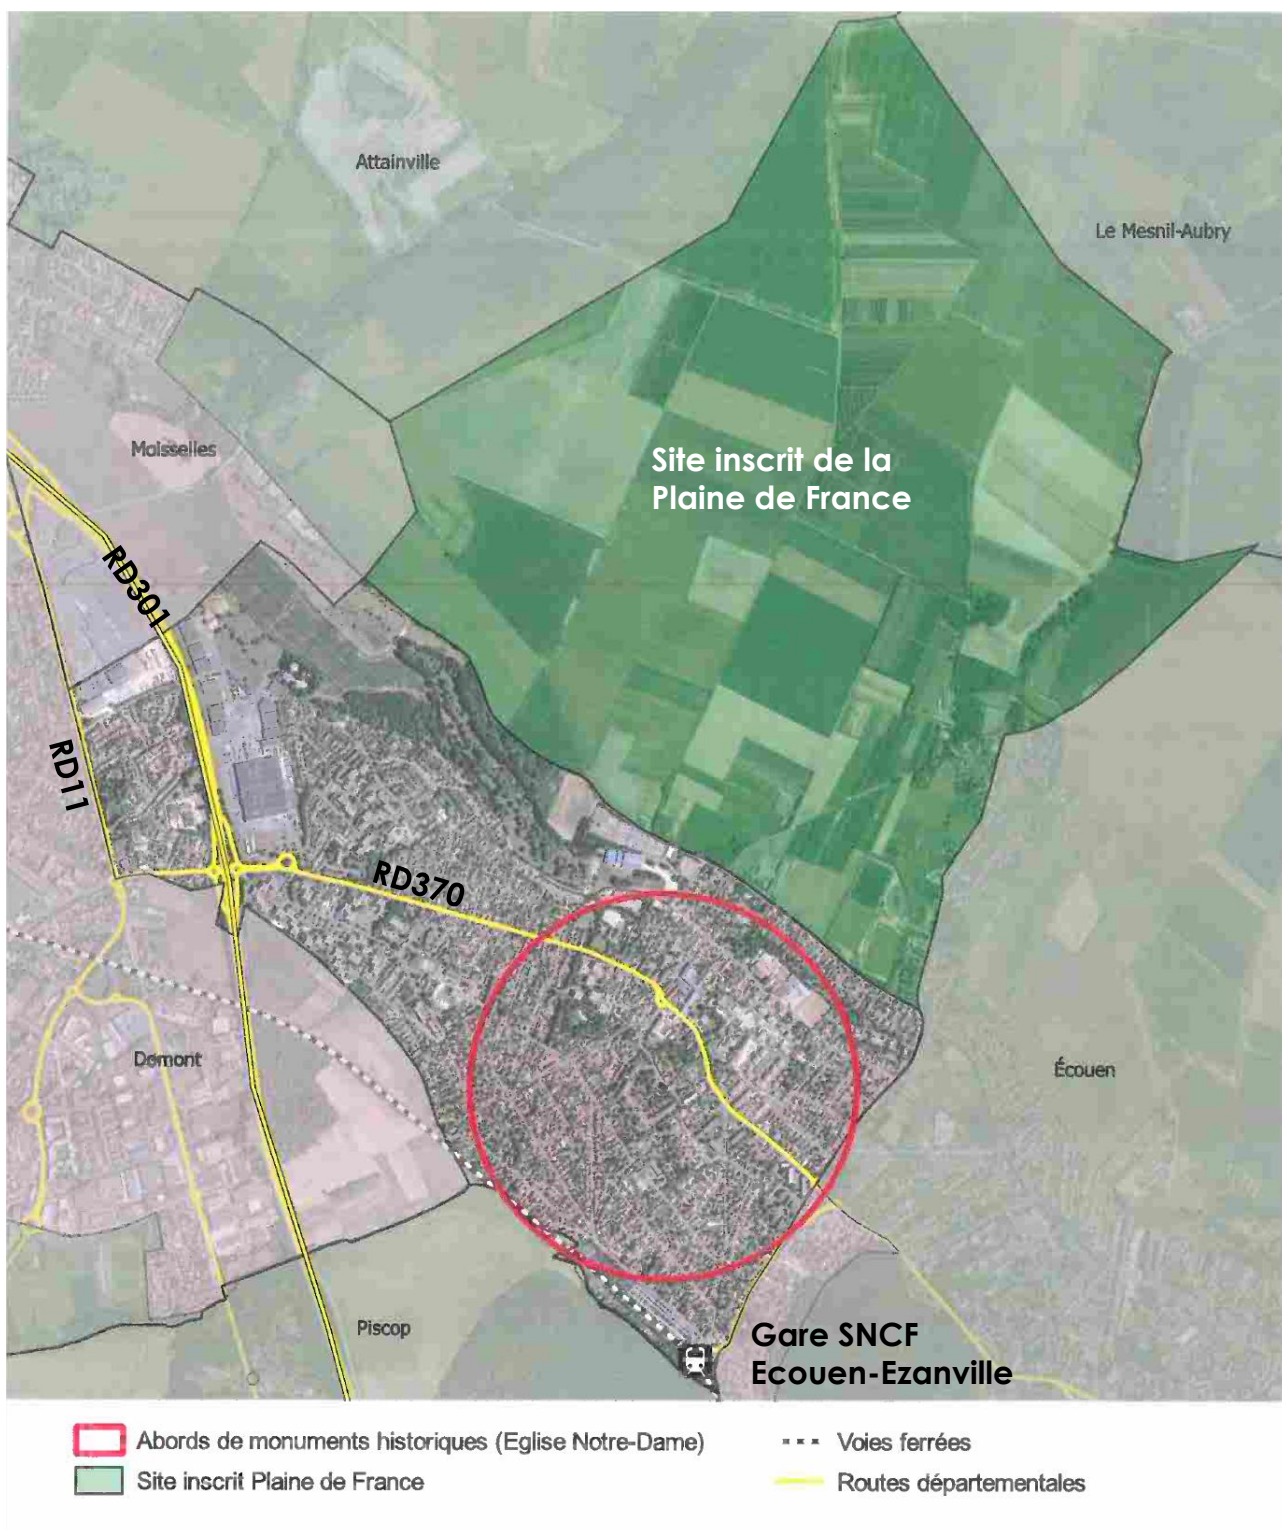 Attainville
Le Mesnil-Aubry
Moisselles
Site inscrit de la
Plaine de France
RD301
RD11
RD370
Domont
Écouen
Piscop
Gare SNCF
Ecouen-Ezanville
Abords de monuments historiques (Eglise Notre-Dame)
Voies ferrées
Site inscrit Plaine de France
Routes départementales